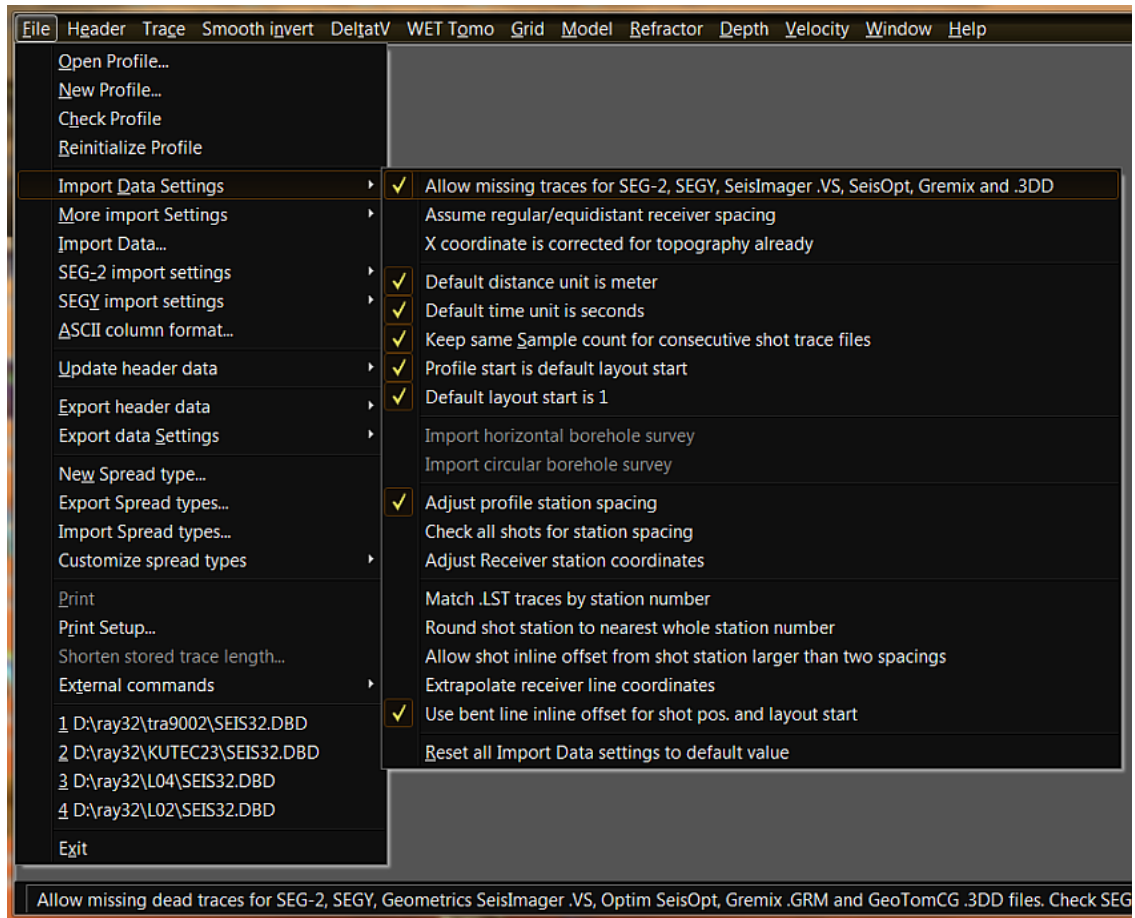 File Header Trace Smooth invert DeltatV WET Tomo Grid Model Refractor Depth Velocity Window Help
Open Profile...
New Profile...
Check Profile
Reinitialize Profile
Import Data Settings
More import Settings
Import Data...
SEG-2 import settings
SEGY import settings
ASCII column format...
Update header data
Export header data
Export data Settings
New Spread type...
Export Spread types...
Import Spread types...
Customize spread types
Print
Print Setup...
Shorten stored trace length...
External commands
1 D:\ray32\tra9002\SEIS32.DBD
2 D:\ray32\KUTEC23\SEIS32.DBD
3 D:\ray32\L04\SEIS32.DBD
4 D:\ray32\L02\SEIS32.DBD
Exit
Allow missing traces for SEG-2, SEGY, SeisImager .VS, SeisOpt, Gremix and .3DD
Assume regular/equidistant receiver spacing
X coordinate is corrected for topography already
Default distance unit is meter
Default time unit is seconds
Keep same Sample count for consecutive shot trace files
Profile start is default layout start
Default layout start is 1
Import horizontal borehole survey
Import circular borehole survey
Adjust profile station spacing
Check all shots for station spacing
Adjust Receiver station coordinates
Match .LST traces by station number
Round shot station to nearest whole station number
Allow shot inline offset from shot station larger than two spacings
Extrapolate receiver line coordinates
Use bent line inline offset for shot pos. and layout start
Reset all Import Data settings to default value
Allow missing dead traces for SEG-2, SEGY, Geometrics SeisImager .VS, Optim SeisOpt, Gremix .GRM and GeoTomCG .3DD files. Check SEG